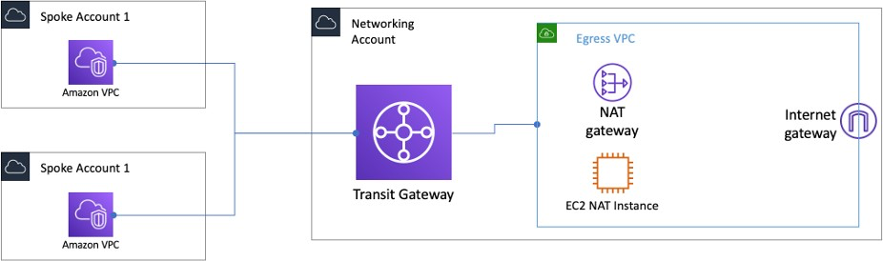 Spoke Account 1
Amazon VPC
Spoke Account 1
Amazon VPC
Networking
Account
Transit Gateway
Egress VPC
NAT
gateway
EC2 NAT Instance
Internet
gateway